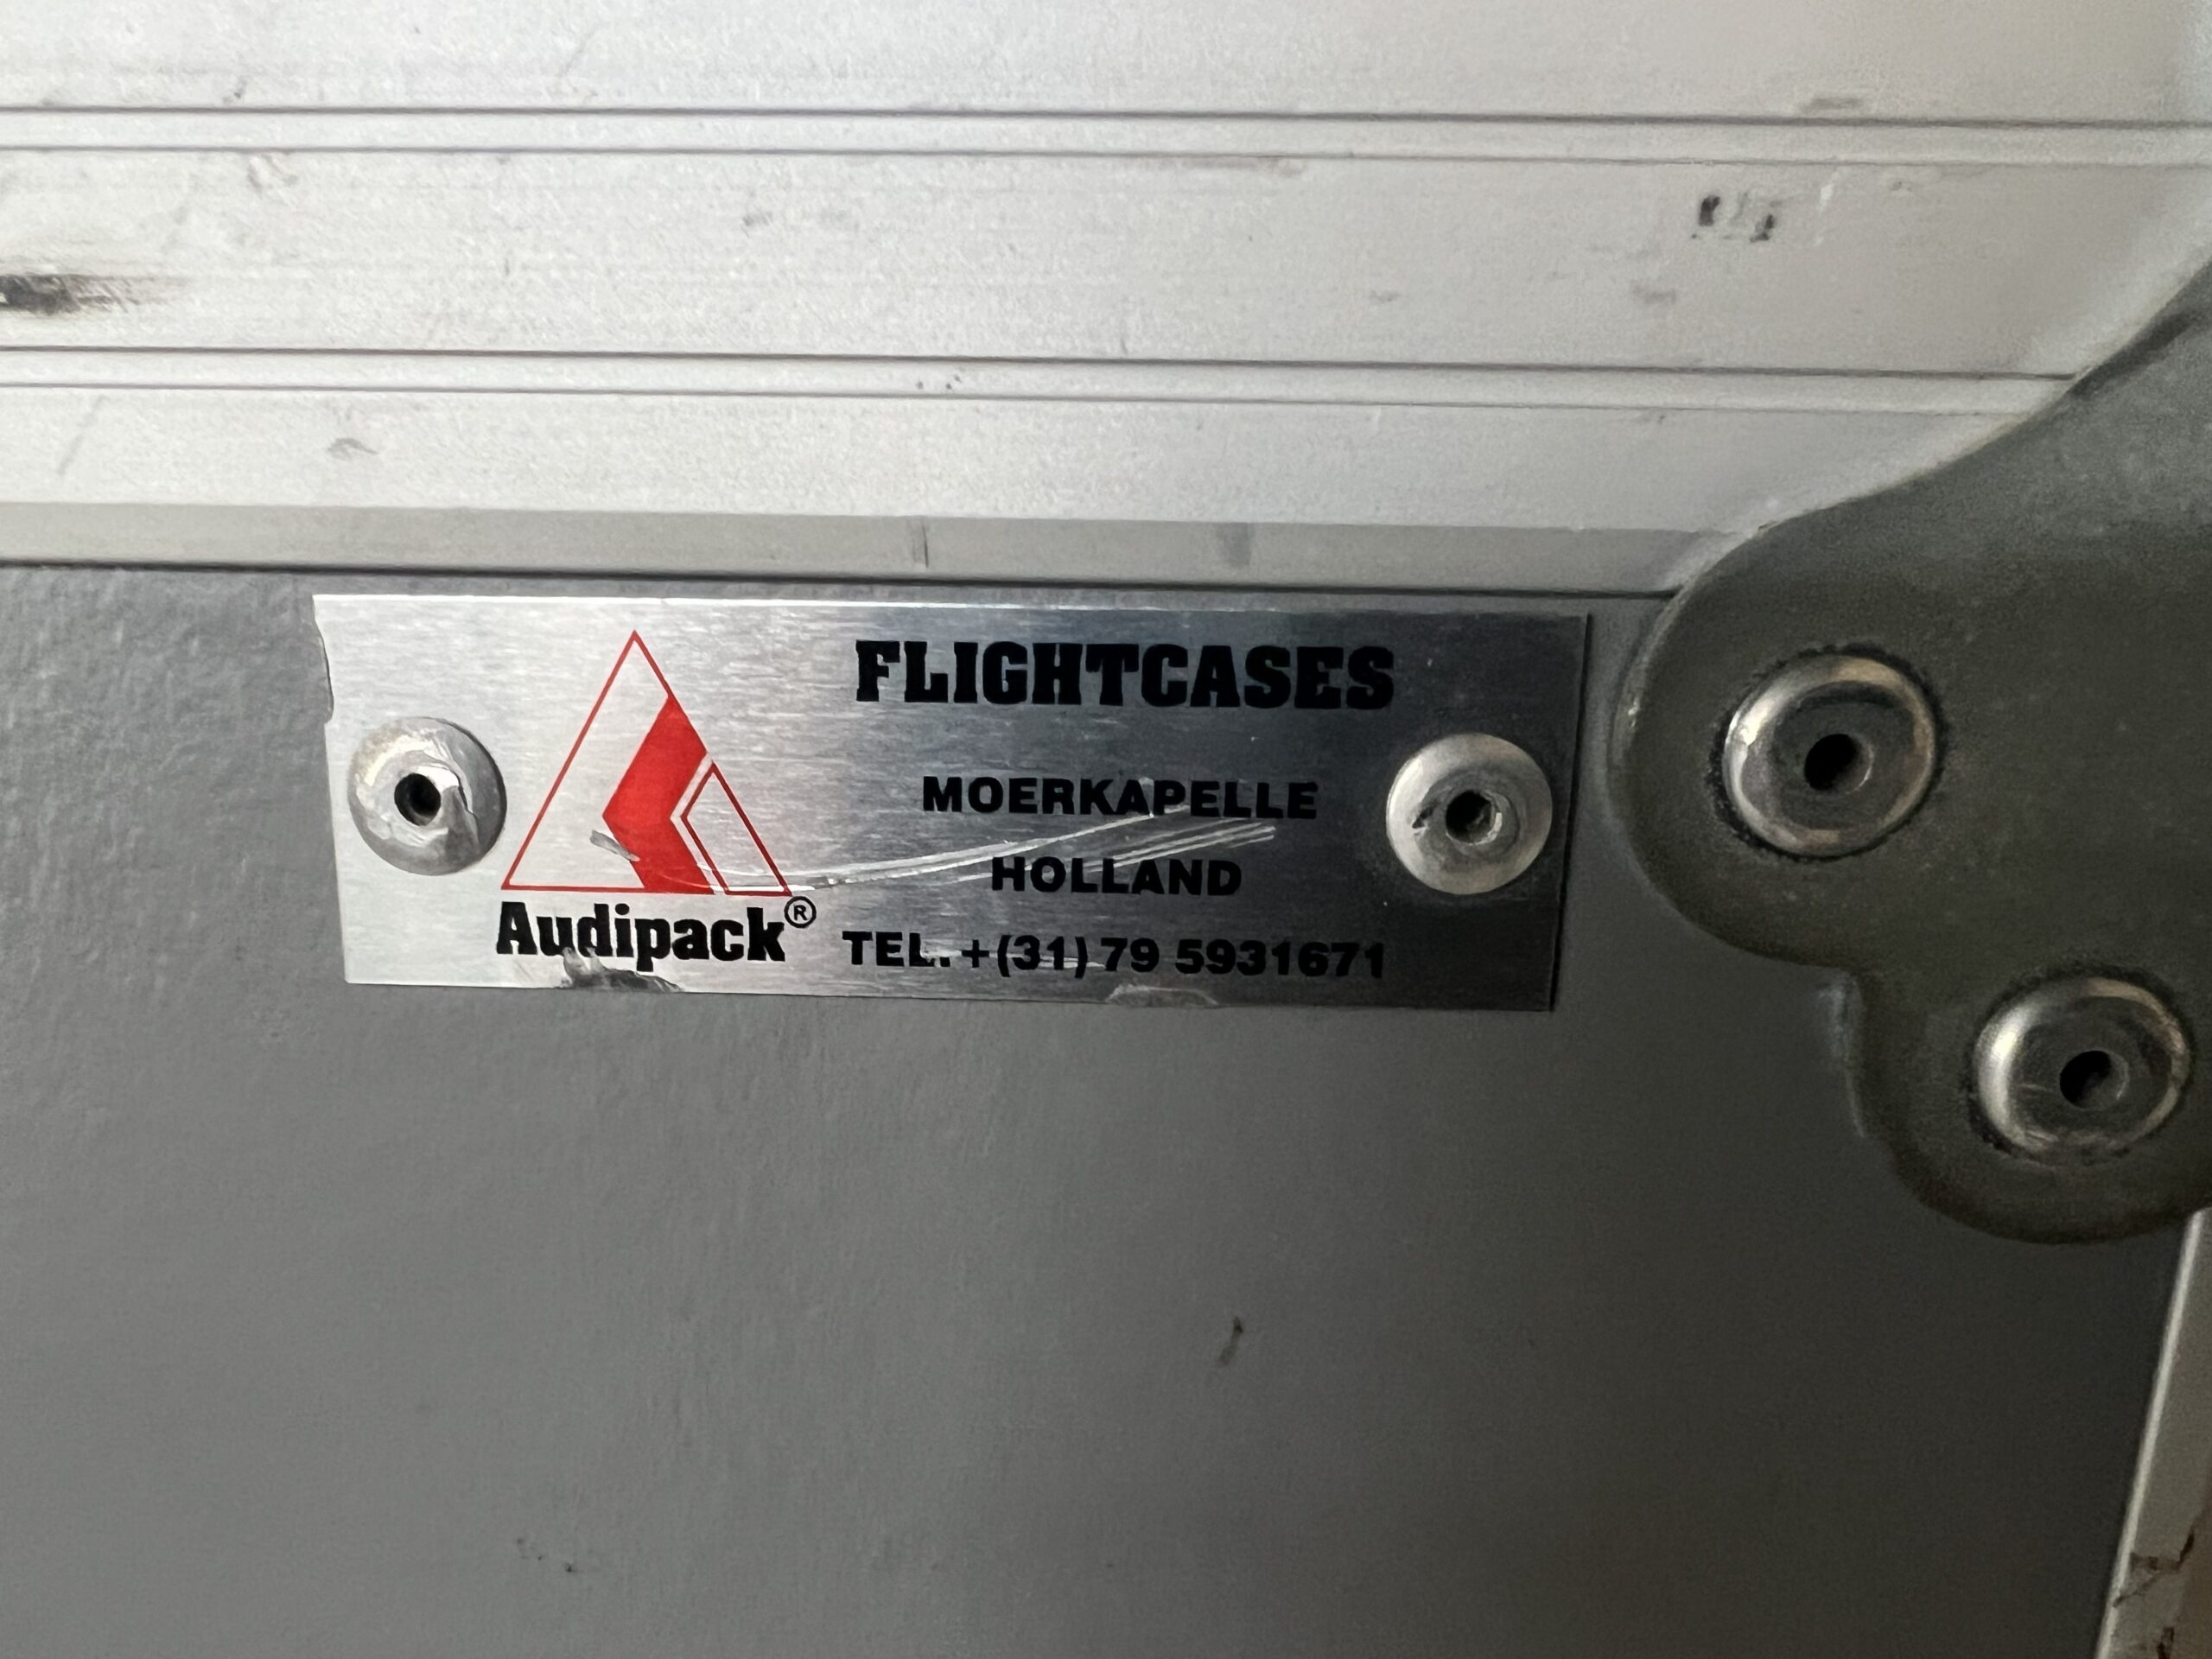 FLIGHTCASES
MOERKAPELLE
HOLLAND
Audipack®
TEL. +(31) 79 5931671